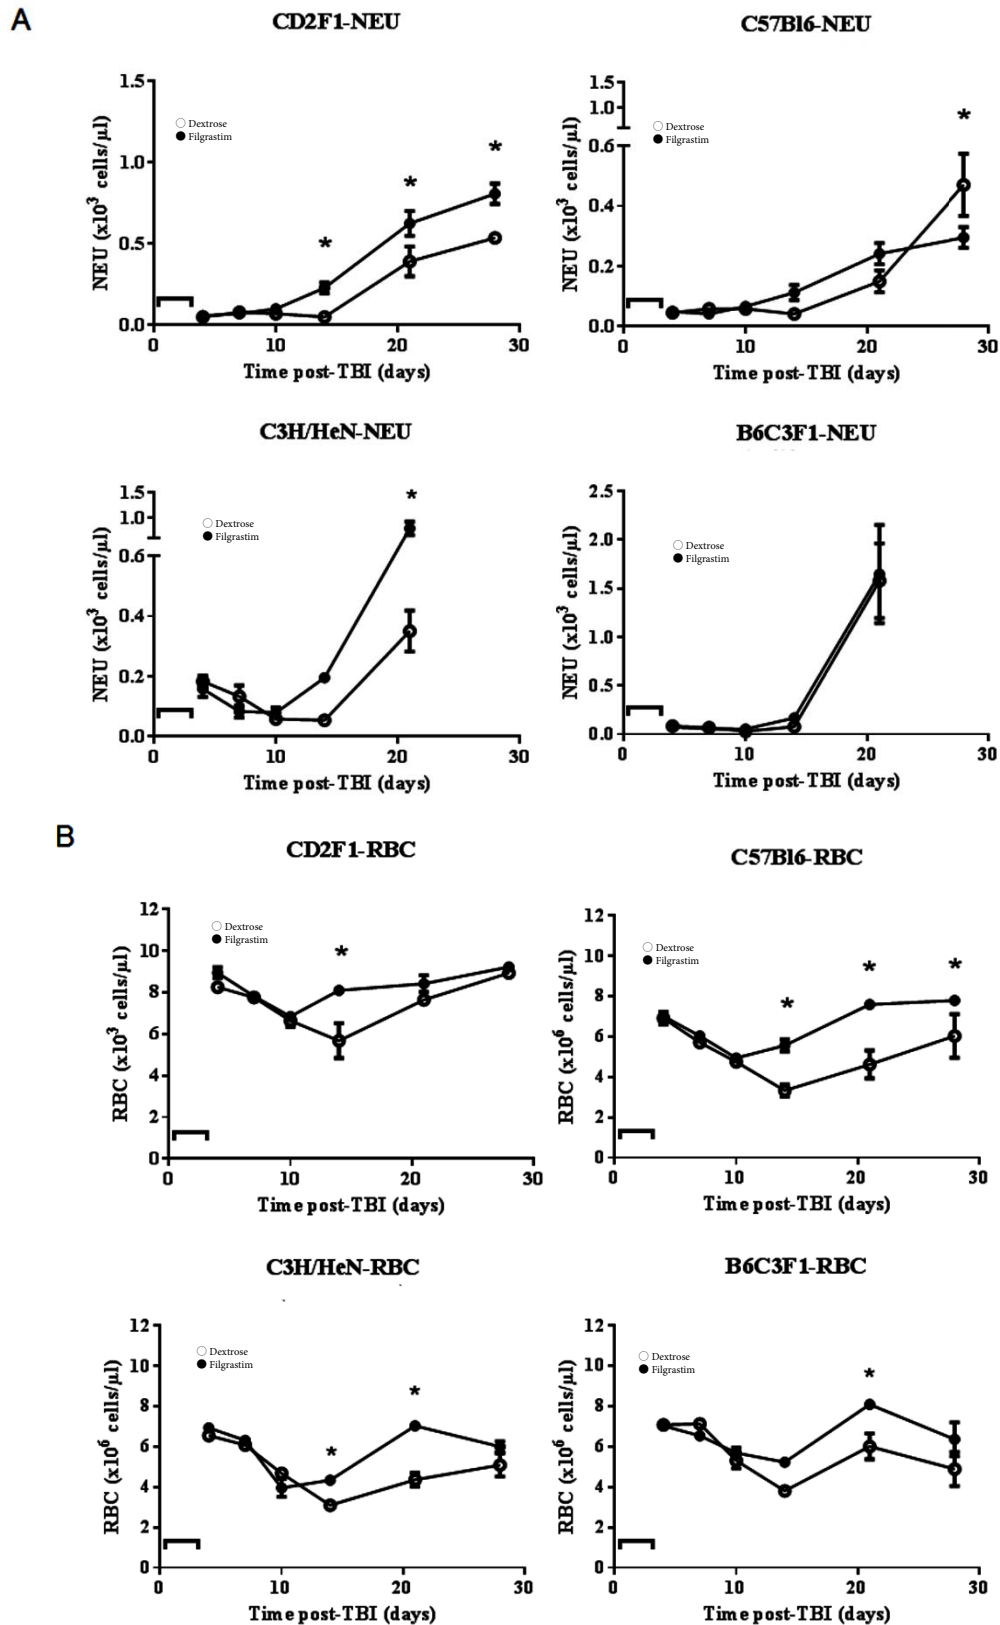 A
CD2F1-NEU
1.5
1.0
0.5
0.0
NEU (x10³ cells/µl)
Dextrose
Filgrastim
*
*
*
0 10 20 30
Time post-TBI (days)
C57Bl6-NEU
1.5
1.0
0.6
0.4
0.2
0.0
NEU (x10³ cells/µl)
Dextrose
Filgrastim
*
0 10 20 30
Time post-TBI (days)
C3H/HeN-NEU
1.5
1.0
0.6
0.4
0.2
0.0
NEU (x10³ cells/µl)
Dextrose
Filgrastim
*
0 10 20 30
Time post-TBI (days)
B6C3F1-NEU
2.5
2.0
1.5
1.0
0.5
0.0
NEU (x10³ cells/µl)
Dextrose
Filgrastim
0 10 20 30
Time post-TBI (days)
B
CD2F1-RBC
12
10
8
6
4
2
0
RBC (x10³ cells/µl)
Dextrose
Filgrastim
*
0 10 20 30
Time post-TBI (days)
C57Bl6-RBC
12
10
8
6
4
2
0
RBC (x10⁶ cells/µl)
Dextrose
Filgrastim
*
*
*
0 10 20 30
Time post-TBI (days)
C3H/HeN-RBC
12
10
8
6
4
2
0
RBC (x10⁶ cells/µl)
Dextrose
Filgrastim
*
*
0 10 20 30
Time post-TBI (days)
B6C3F1-RBC
12
10
8
6
4
2
0
RBC (x10⁶ cells/µl)
Dextrose
Filgrastim
*
0 10 20 30
Time post-TBI (days)